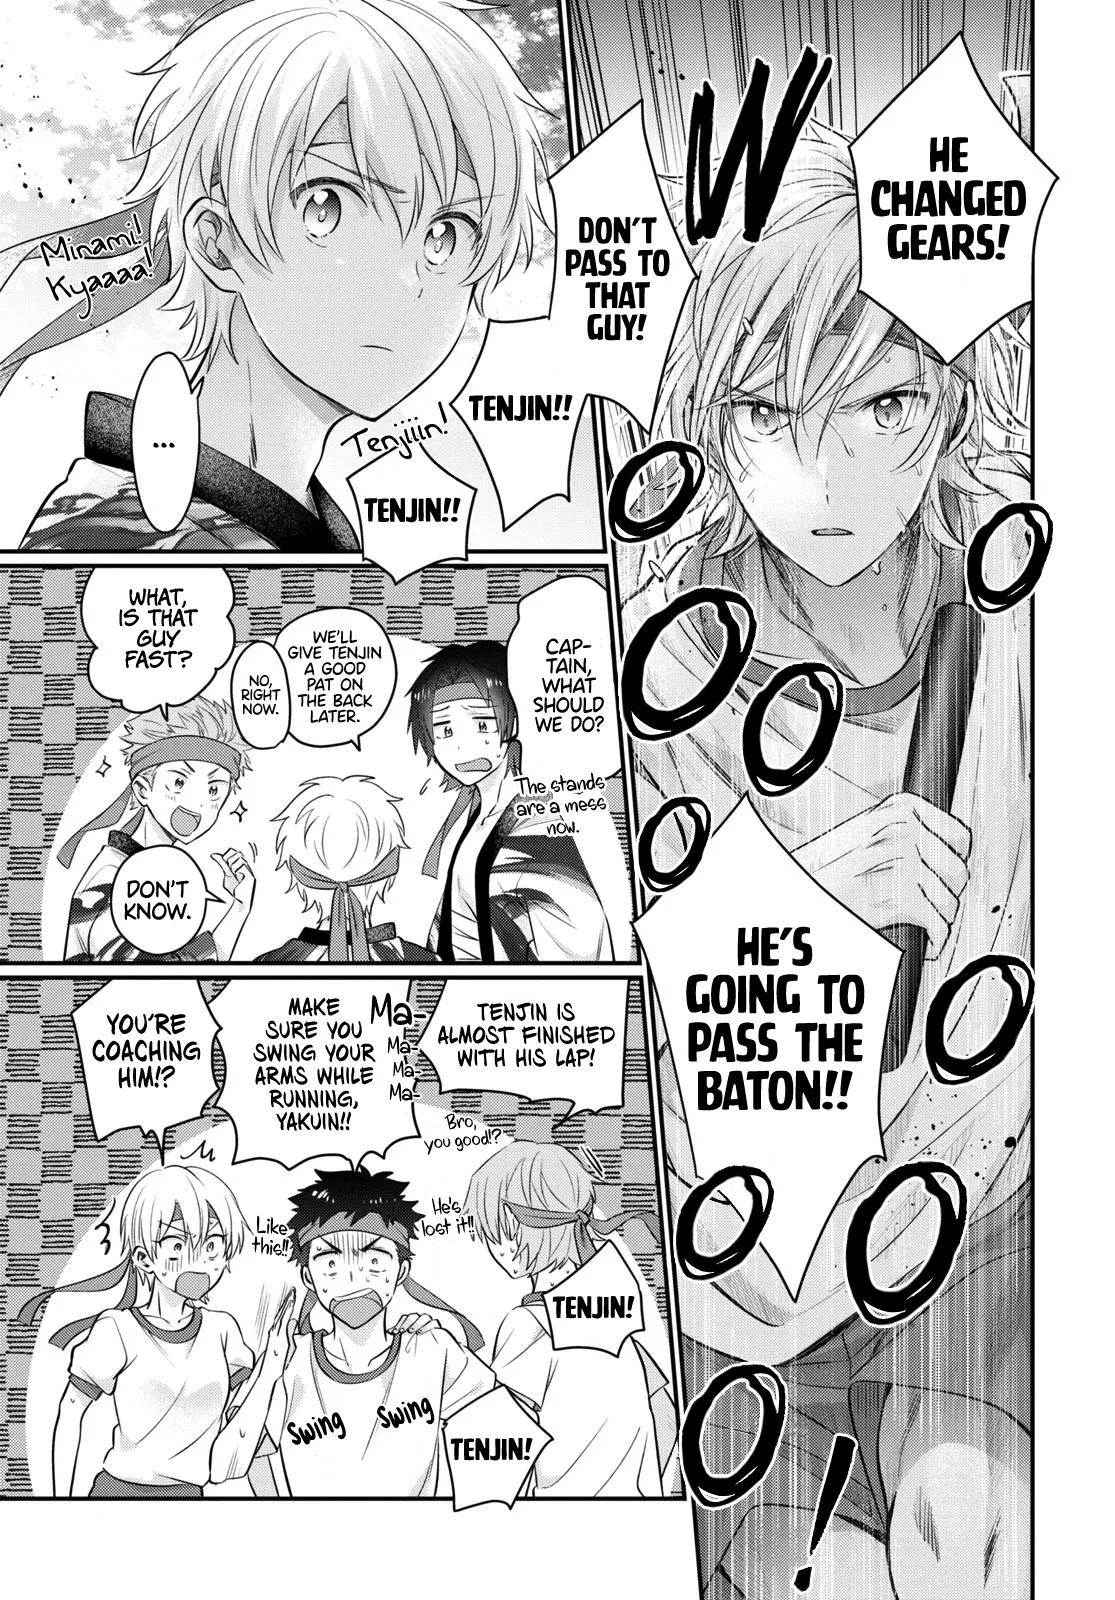 HE
CHANGED
GEARS!
WOOOOOOOOO!
HE'S
GOING TO
PASS THE
BATON!!
DON'T
PASS TO
THAT
GUY!
TENJIN!!
Tenjiiin!
TENJIN!!
Minami!
Kyaaaa!
...
CAP-
TAIN,
WHAT
SHOULD
WE DO?
The stands
are a mess
now.
WE'LL
GIVE TENJIN
A GOOD
PAT ON
THE BACK
LATER.
NO,
RIGHT
NOW.
WHAT,
IS THAT
GUY
FAST?
DON'T
KNOW.
TENJIN IS
ALMOST FINISHED
WITH HIS LAP!
Ma-
Ma-
Ma-
Ma-
Bro,
you good!?
He's
lost it!!
MAKE
SURE YOU
SWING YOUR
ARMS WHILE
RUNNING,
YAKUIN!!
Like
this!!
YOU'RE
COACHING
HIM!?
TENJIN!
Swing
Swing
TENJIN!